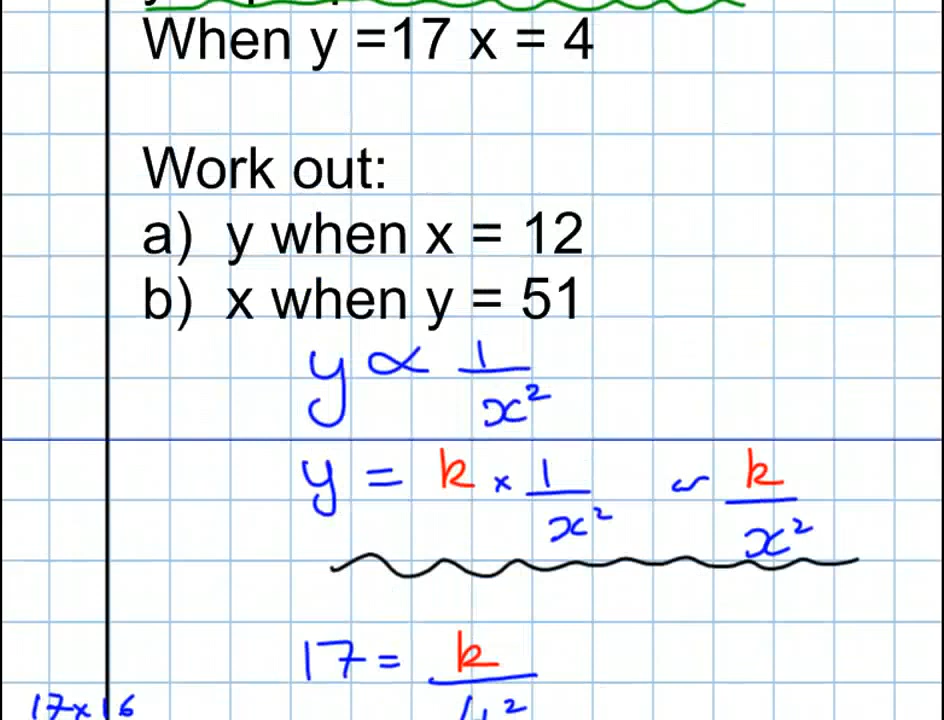 When y =17 x = 4
Work out:
a) y when x = 12
b) x when y = 51
y ∝ 1/x²
y = k × 1/x² or k/x²
17 = k/4²
17×16